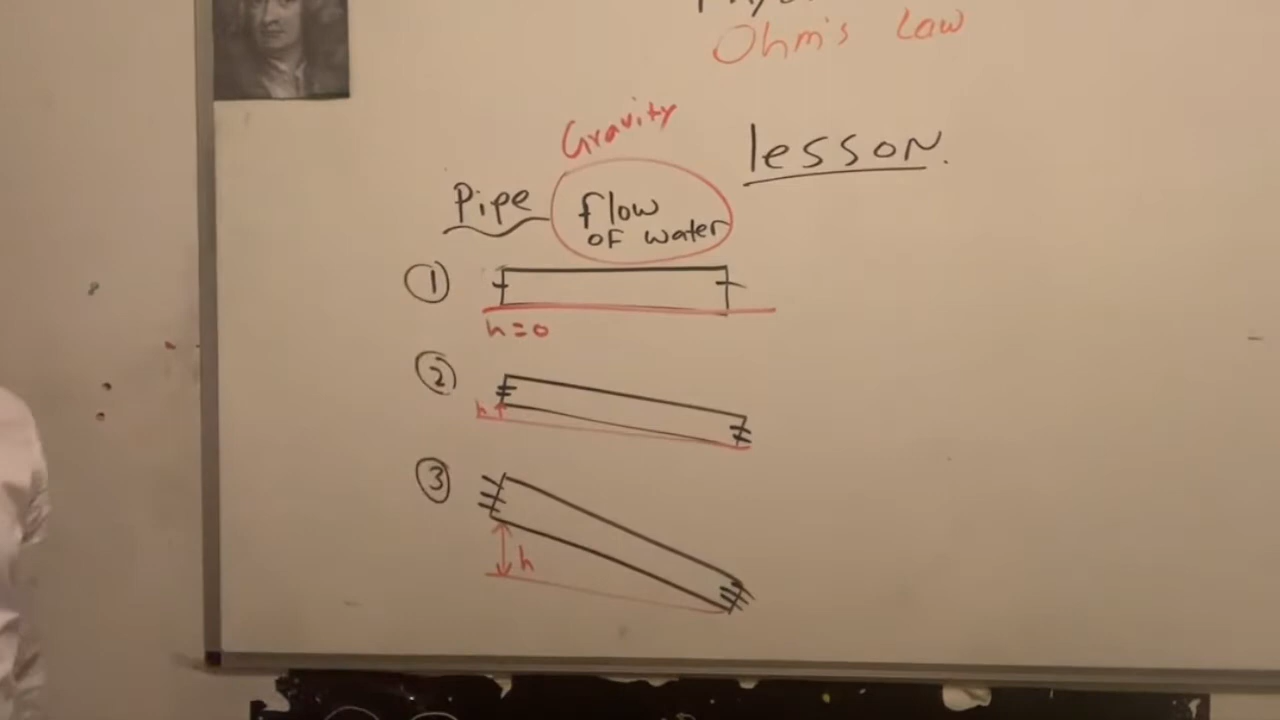 Ohm's Law
Gravity
lesson.
Pipe
flow
of water
1
h=0
2
h
3
h